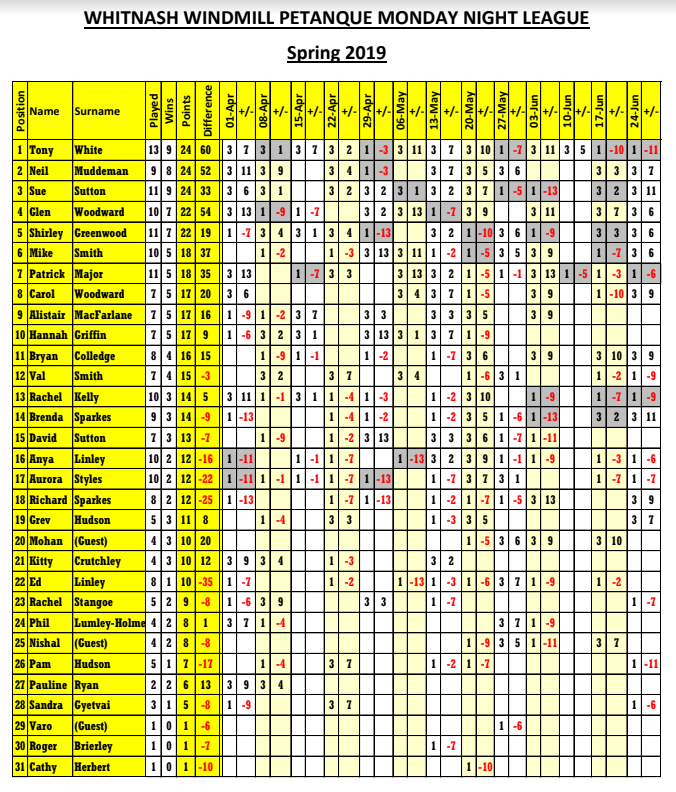 WHITNASH WINDMILL PETANQUE MONDAY NIGHT LEAGUE
Spring 2019
Position Name Surname Played Wins Points Difference 01-Apr +/- 08-Apr +/- 15-Apr +/- 22-Apr +/- 29-Apr +/- 06-May +/- 13-May +/- 20-May +/- 27-May +/- 03-Jun +/- 10-Jun +/- 17-Jun +/- 24-Jun +/-
1 Tony White 13 9 24 60 3 7 3 1 3 7 3 2 1 -3 3 11 3 7 3 10 1 -7 3 11 3 5 1 -10 1 -11
2 Neil Muddeman 9 8 24 52 3 11 3 9 3 4 1 -3 3 7 3 5 3 6 3 3 3 7
3 Sue Sutton 11 9 24 33 3 6 3 1 3 2 3 2 3 1 3 2 3 7 1 -5 1 -13 3 2 3 11
4 Glen Woodward 10 7 22 54 3 13 1 -9 1 -7 3 2 3 13 1 -7 3 9 3 11 3 7 3 6
5 Shirley Greenwood 11 7 22 19 1 -7 3 4 3 1 3 4 1 -13 3 2 1 -10 3 6 1 -9 3 3 3 6
6 Mike Smith 10 5 18 37 1 -2 1 -3 3 13 3 11 1 -2 1 -5 3 5 3 9 1 -7 3 6
7 Patrick Major 11 5 18 35 3 13 1 -7 3 3 3 13 3 2 1 -5 1 -1 3 13 1 -5 1 -3 1 -6
8 Carol Woodward 7 5 17 20 3 6 3 4 3 7 1 -5 3 9 1 -10 3 9
9 Alistair MacFarlane 7 5 17 16 1 -9 1 -2 3 7 3 3 3 3 3 5 3 9
10 Hannah Griffin 7 5 17 9 1 -6 3 2 3 1 3 13 3 1 3 7 1 -9
11 Bryan Colledge 8 4 16 15 1 -9 1 -1 1 -2 1 -7 3 6 3 9 3 10 3 9
12 Val Smith 7 4 15 -3 3 2 3 7 3 4 1 -6 3 1 1 -2 1 -9
13 Rachel Kelly 10 3 14 5 3 11 1 -1 3 1 1 -4 1 -3 1 -2 3 10 1 -9 1 -7 1 -9
14 Brenda Sparkes 9 3 14 -9 1 -13 1 -4 1 -2 1 -2 3 5 1 -6 1 -13 3 2 3 11
15 David Sutton 7 3 13 -7 1 -9 1 -2 3 13 3 3 3 6 1 -7 1 -11
16 Anya Linley 10 2 12 -16 1 -11 1 -1 1 -7 1 -13 3 2 3 9 1 -1 1 -9 1 -3 1 -6
17 Aurora Styles 10 2 12 -22 1 -11 1 -1 1 -1 1 -7 1 -13 1 -7 3 7 3 1 1 -7 1 -7
18 Richard Sparkes 8 2 12 -25 1 -13 1 -7 1 -13 1 -2 1 -7 1 -5 3 13 3 9
19 Grev Hudson 5 3 11 8 1 -4 3 3 1 -3 3 5 3 7
20 Mohan (Guest) 4 3 10 20 1 -5 3 6 3 9 3 10
21 Kitty Crutchley 4 3 10 12 3 9 3 4 1 -3 3 2
22 Ed Linley 8 1 10 -35 1 -7 1 -2 1 -13 1 -3 1 -6 3 7 1 -9 1 -2
23 Rachel Stangoe 5 2 9 -8 1 -6 3 9 3 3 1 -7 1 -7
24 Phil Lumley-Holme 4 2 8 1 3 7 1 -4 3 7 1 -9
25 Nishal (Guest) 4 2 8 -8 1 -9 3 5 1 -11 3 7
26 Pam Hudson 5 1 7 -17 1 -4 3 7 1 -2 1 -7 1 -11
27 Pauline Ryan 2 2 6 13 3 9 3 4
28 Sandra Gyetvai 3 1 5 -8 1 -9 3 7 1 -6
29 Varo (Guest) 1 0 1 -6 1 -6
30 Roger Brierley 1 0 1 -7 1 -7
31 Cathy Herbert 1 0 1 -10 1 -10